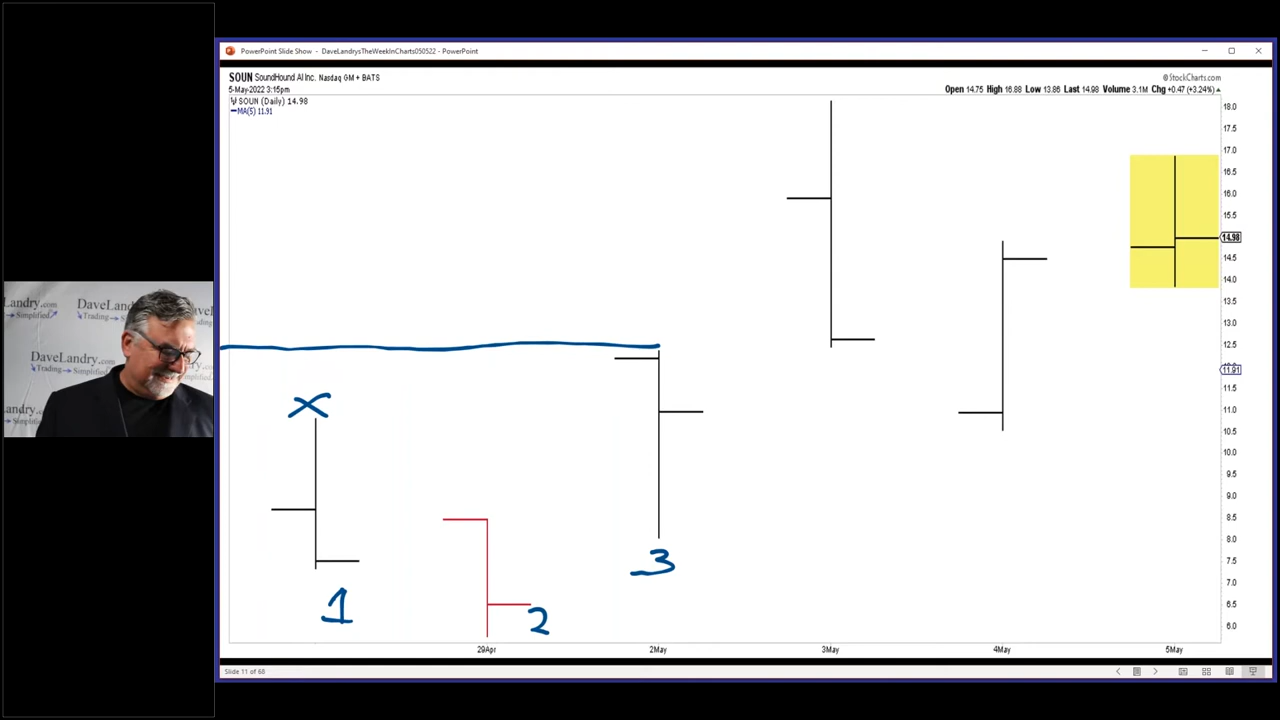 PowerPoint Slide Show - DaveLandrysTheWeekInCharts050522 - PowerPoint
SOUN SoundHound AI Inc. Nasdaq GM + BATS
© StockCharts.com
5-May-2022 3:15pm
Open 14.75 High 16.88 Low 13.86 Last 14.98 Volume 3.1M Chg +0.47 (+3.24%)
SOUN (Daily) 14.98
MA(5) 11.91
18.0
17.5
17.0
16.5
16.0
15.5
14.98
14.5
14.0
13.5
13.0
12.5
11.91
11.5
11.0
10.5
10.0
9.5
9.0
8.5
8.0
7.5
7.0
6.5
6.0
X
1
2
3
29Apr
2May
3May
4May
5May
Slide 11 of 68
Landry.com
DaveLandry
Trading
Simplified
DaveLandry.com
Trading Simplified